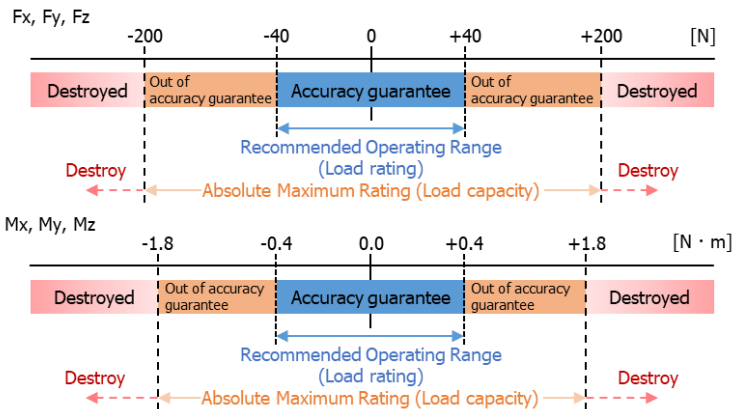 Fx, Fy, Fz
-200 -40 0 +40 +200 [N]
Destroyed
Out of
accuracy guarantee
Accuracy guarantee
Out of
accuracy guarantee
Destroyed
Recommended Operating Range
(Load rating)
Destroy
Destroy
Absolute Maximum Rating (Load capacity)
Mx, My, Mz
-1.8 -0.4 0.0 +0.4 +1.8 [N・m]
Destroyed
Out of accuracy
guarantee
Accuracy guarantee
Out of accuracy
guarantee
Destroyed
Recommended Operating Range
(Load rating)
Destroy
Destroy
Absolute Maximum Rating (Load capacity)